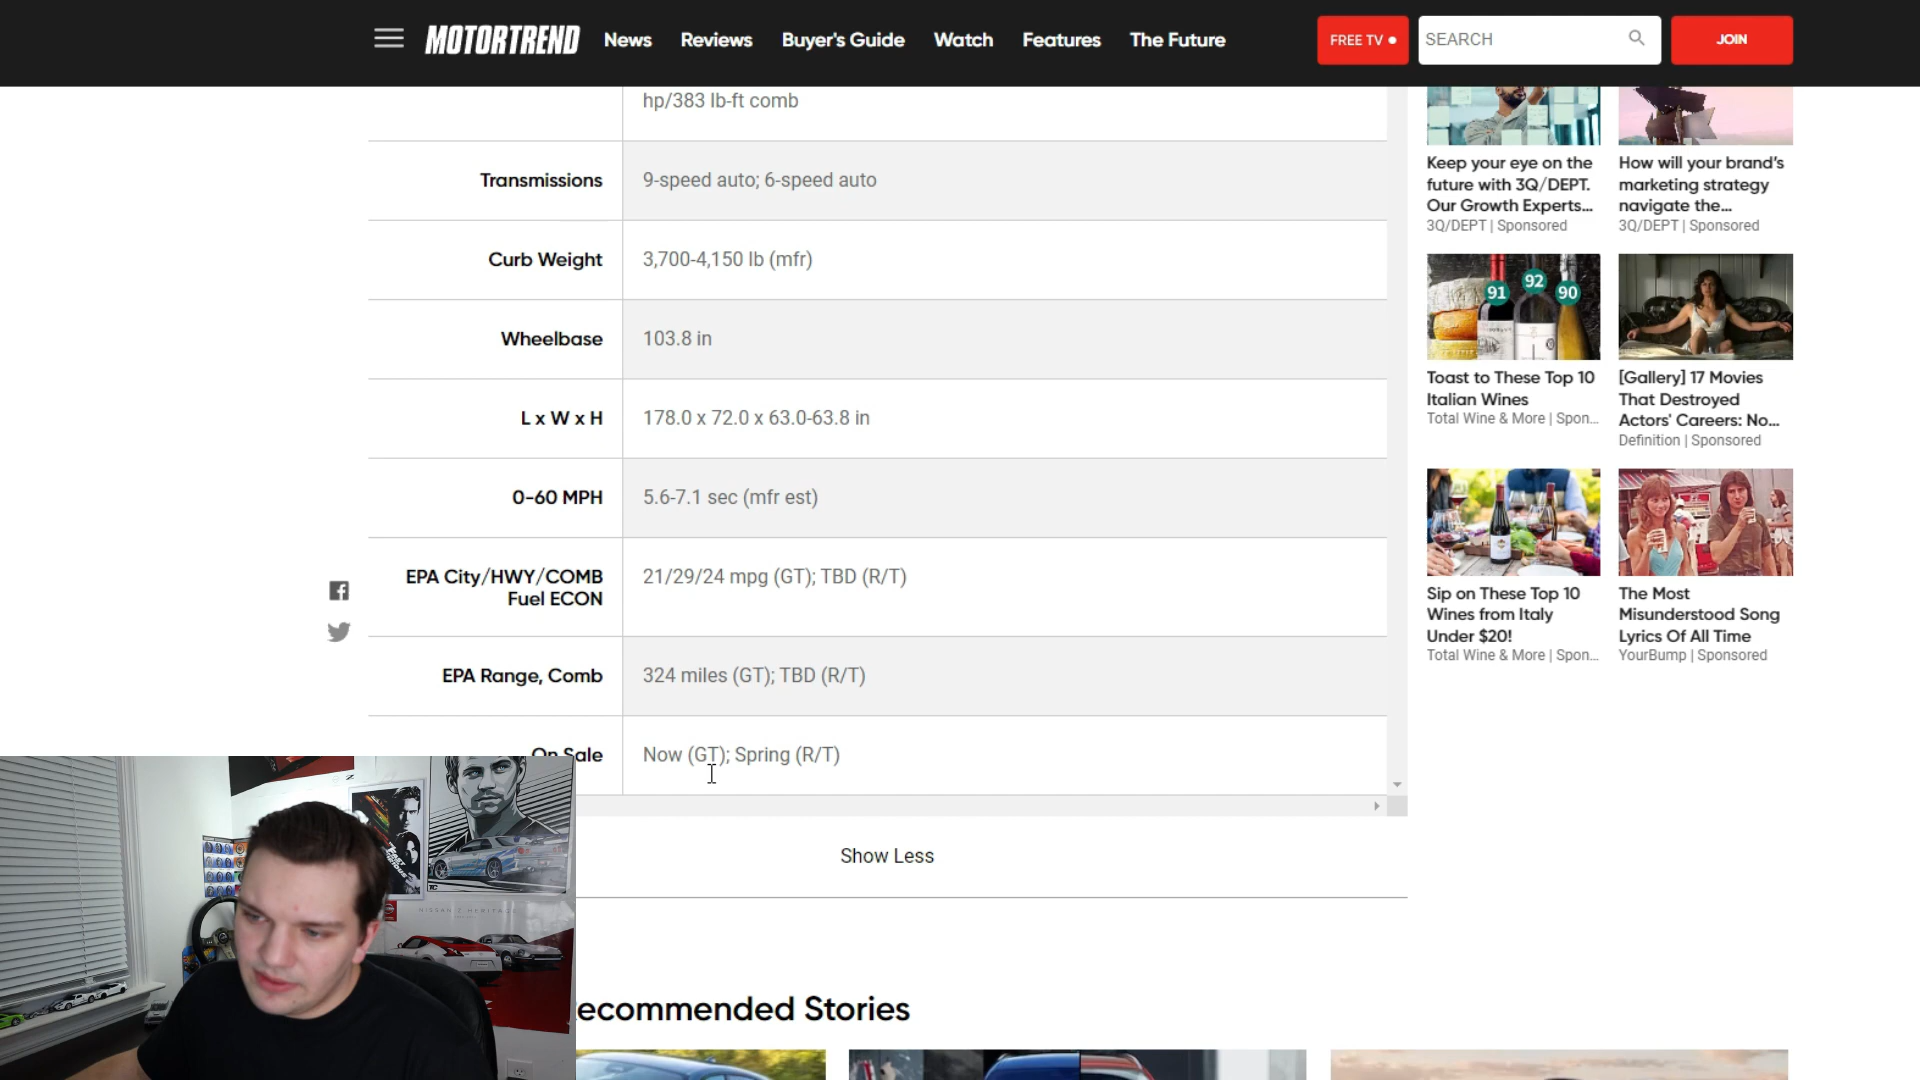 MOTORTREND News Reviews Buyer's Guide Watch Features The Future FREE TV SEARCH JOIN
hp/383 lb-ft comb
Transmissions 9-speed auto; 6-speed auto
Curb Weight 3,700-4,150 lb (mfr)
Wheelbase 103.8 in
L x W x H 178.0 x 72.0 x 63.0-63.8 in
0-60 MPH 5.6-7.1 sec (mfr est)
EPA City/HWY/COMB
Fuel ECON
21/29/24 mpg (GT); TBD (R/T)
EPA Range, Comb 324 miles (GT); TBD (R/T)
On Sale Now (GT); Spring (R/T)
Show Less
ecommended Stories
Keep your eye on the
future with 3Q/DEPT.
Our Growth Experts...
3Q/DEPT | Sponsored
How will your brand's
marketing strategy
navigate the...
3Q/DEPT | Sponsored
91 92 90
Toast to These Top 10
Italian Wines
Total Wine & More | Spon...
[Gallery] 17 Movies
That Destroyed
Actors' Careers: No...
Definition | Sponsored
Sip on These Top 10
Wines from Italy
Under $20!
Total Wine & More | Spon...
The Most
Misunderstood Song
Lyrics Of All Time
YourBump | Sponsored
NISSAN Z HERITAGE